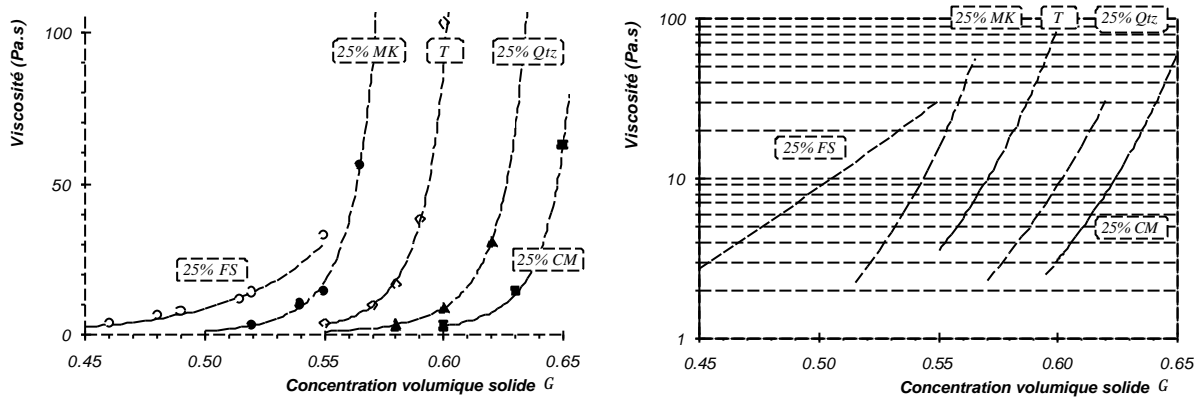 Viscosité (Pa.s)
100
50
0
25% MK
T
25% Qtz
25% FS
25% CM
0.45
0.50
0.55
0.60
0.65
Concentration volumique solide G
Viscosité (Pa.s)
100
10
1
25% MK
T
25% Qtz
25% FS
25% CM
0.45
0.50
0.55
0.60
0.65
Concentration volumique solide G